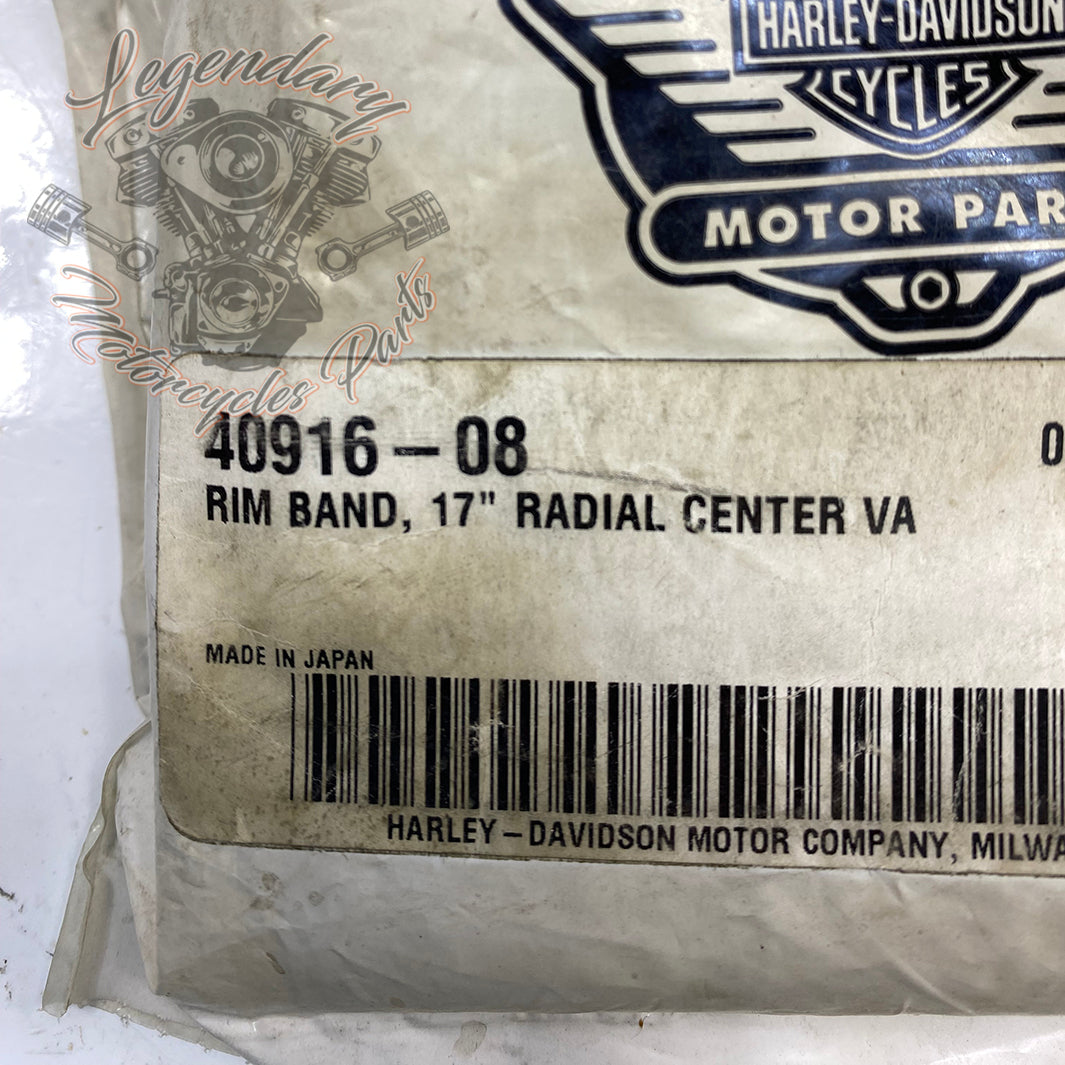 HARLEY-DAVIDSON
CYCLES
MOTOR PAR
Legendary
Motorcycles Parts
40916-08 0
RIM BAND, 17" RADIAL CENTER VA
MADE IN JAPAN
HARLEY-DAVIDSON MOTOR COMPANY, MILWA